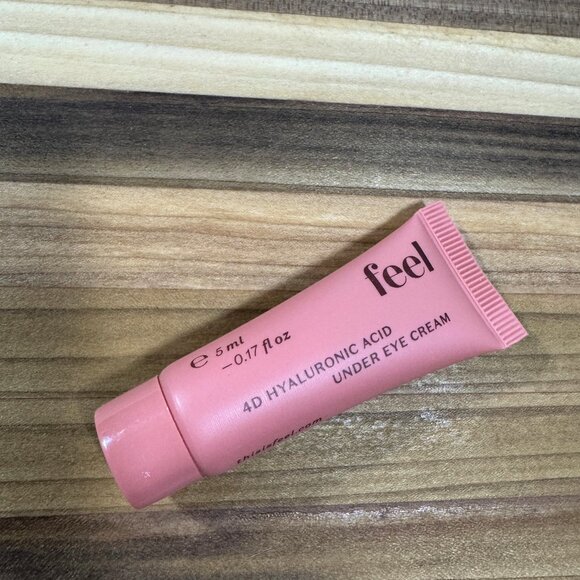 feel
4D HYALURONIC ACID
UNDER EYE CREAM
℮ 5 ml
–0.17 fl oz
thisisfeel.com